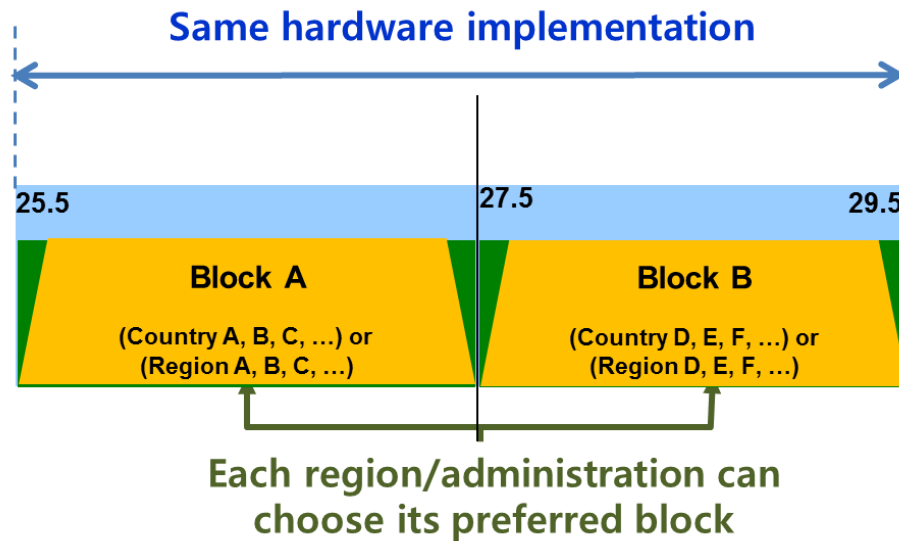 Same hardware implementation
25.5
27.5
29.5
Block A
(Country A, B, C, …) or
(Region A, B, C, …)
Block B
(Country D, E, F, …) or
(Region D, E, F, …)
Each region/administration can
choose its preferred block